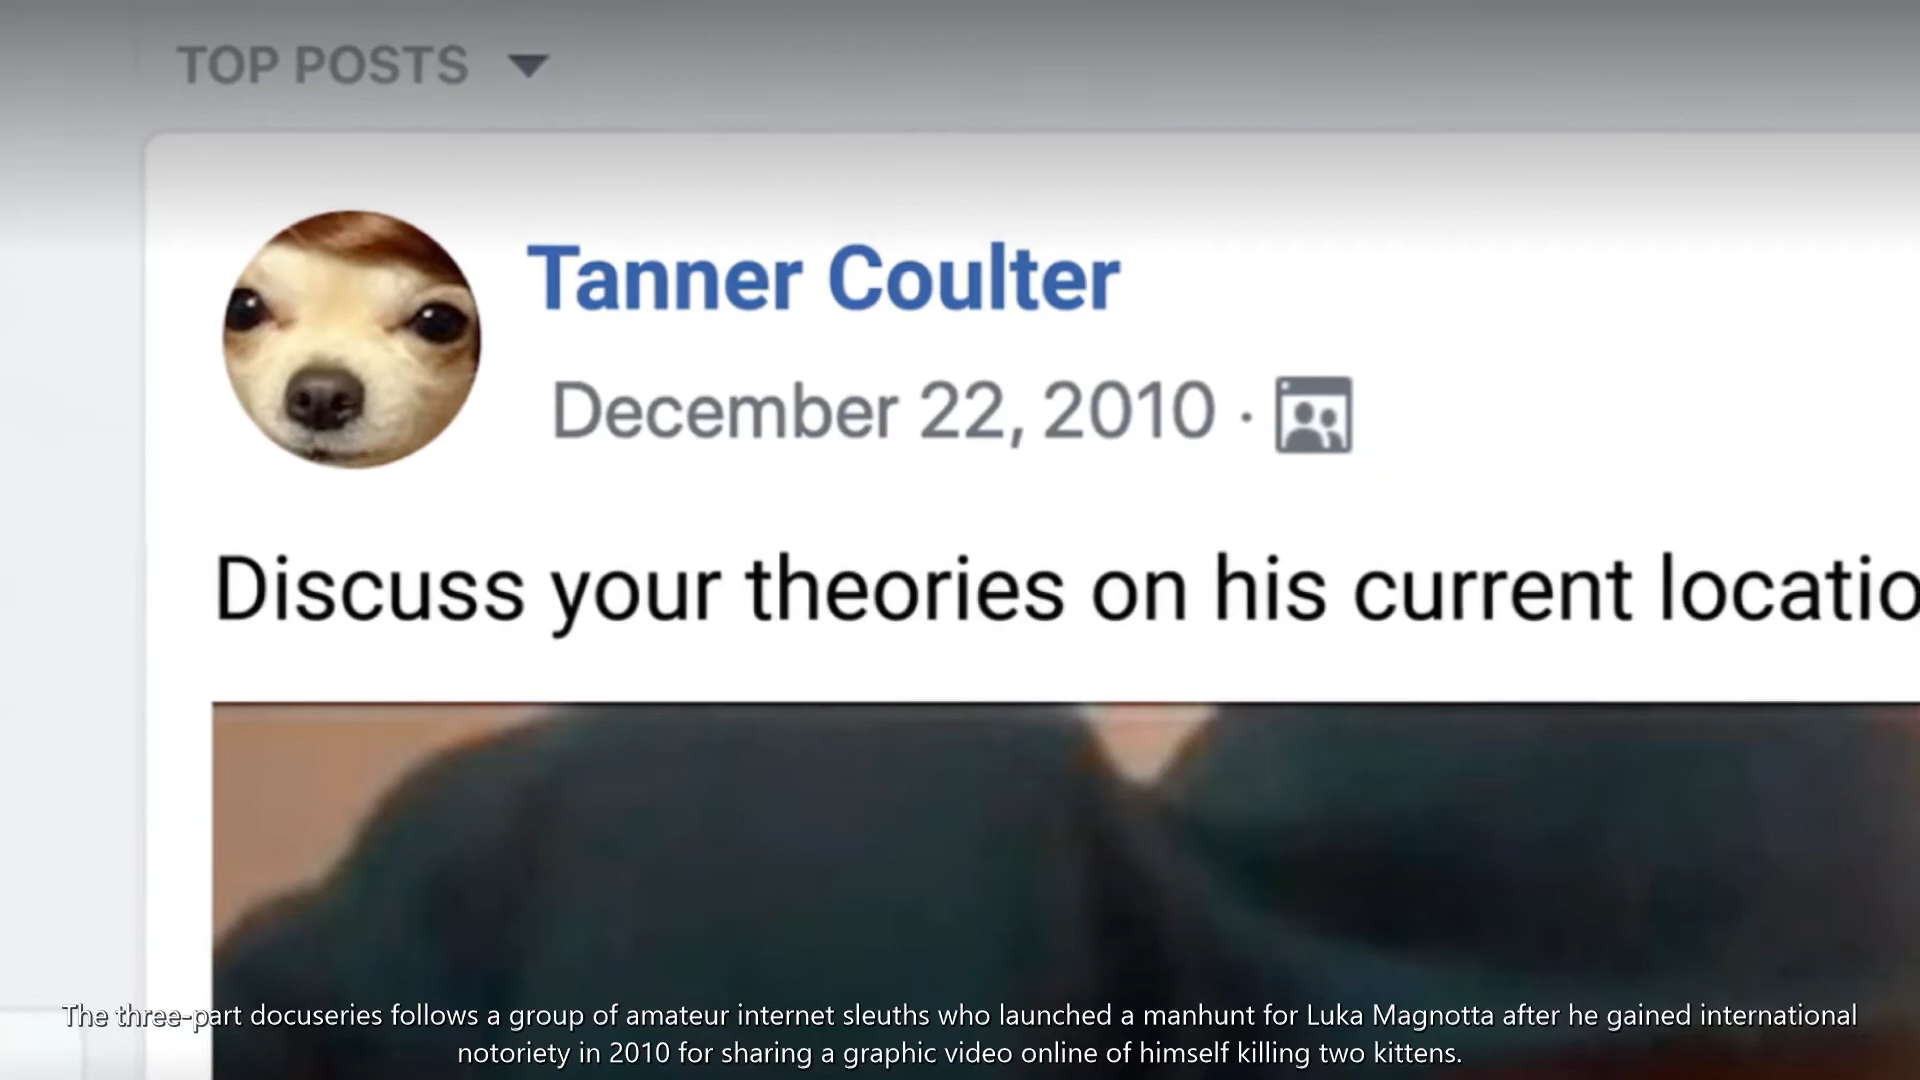 TOP POSTS
Tanner Coulter
December 22, 2010 ·
Discuss your theories on his current locatio
The three-part docuseries follows a group of amateur internet sleuths who launched a manhunt for Luka Magnotta after he gained international
notoriety in 2010 for sharing a graphic video online of himself killing two kittens.